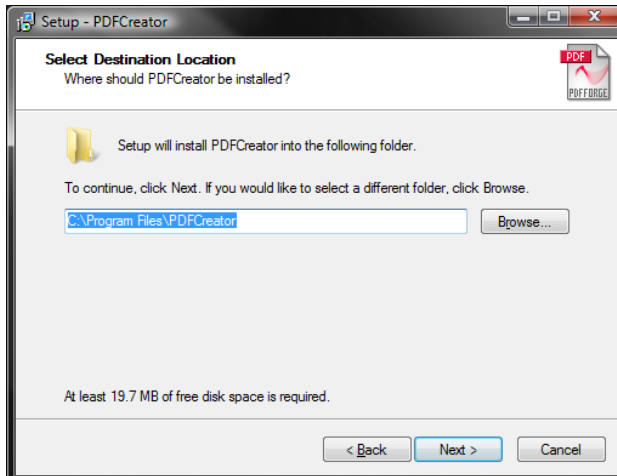 Setup - PDFCreator
Select Destination Location
Where should PDFCreator be installed?
PDF
PDFFORGE
Setup will install PDFCreator into the following folder.
To continue, click Next. If you would like to select a different folder, click Browse.
C:\Program Files\PDFCreator
Browse...
At least 19.7 MB of free disk space is required.
< Back
Next >
Cancel